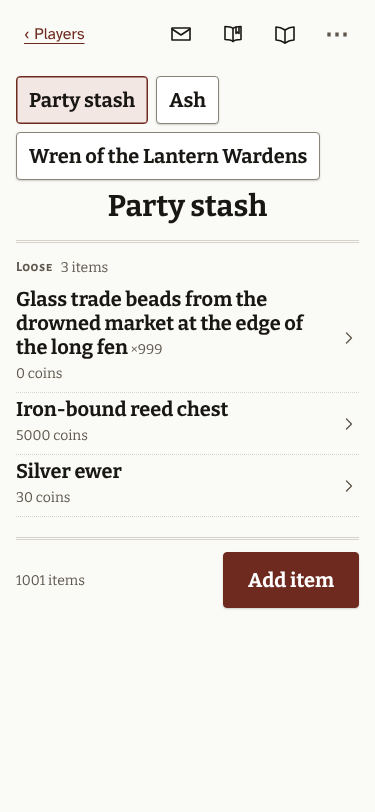 ‹ Players
Party stash
Ash
Wren of the Lantern Wardens
Party stash
Loose 3 items
Glass trade beads from the
drowned market at the edge of
the long fen ×999
0 coins
Iron-bound reed chest
5000 coins
Silver ewer
30 coins
1001 items
Add item